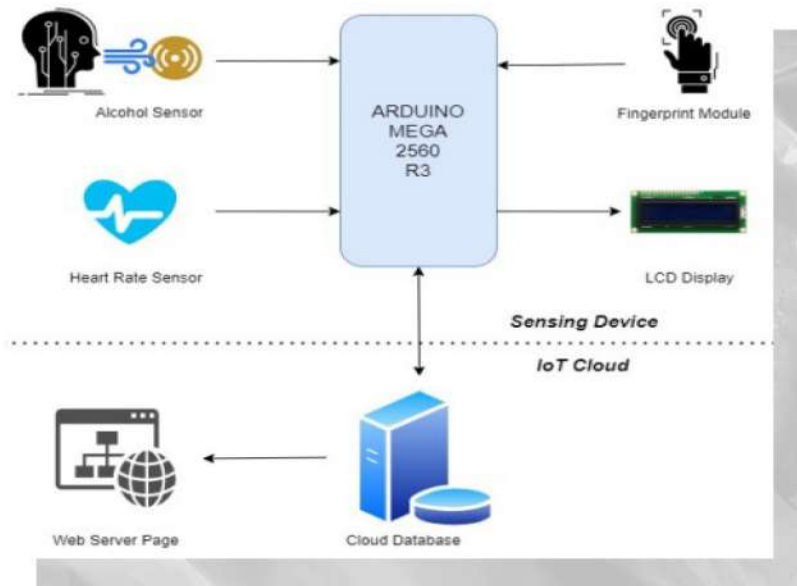 Alcohol Sensor
ARDUINO
MEGA
2560
R3
Fingerprint Module
Heart Rate Sensor
LCD Display
Sensing Device
IoT Cloud
Web Server Page
Cloud Database